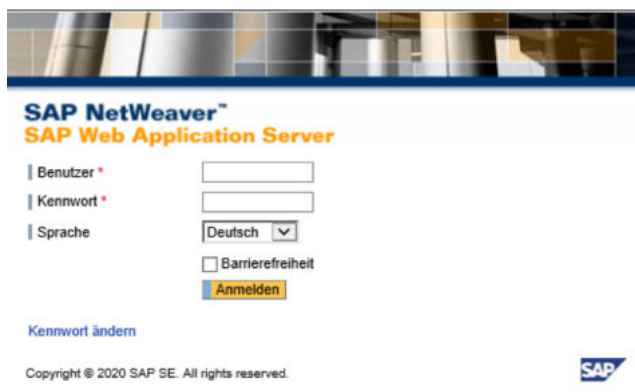 SAP NetWeaver™
SAP Web Application Server
Benutzer *
Kennwort *
Sprache Deutsch
Barrierefreiheit
Anmelden
Kennwort ändern
Copyright © 2020 SAP SE. All rights reserved.
SAP